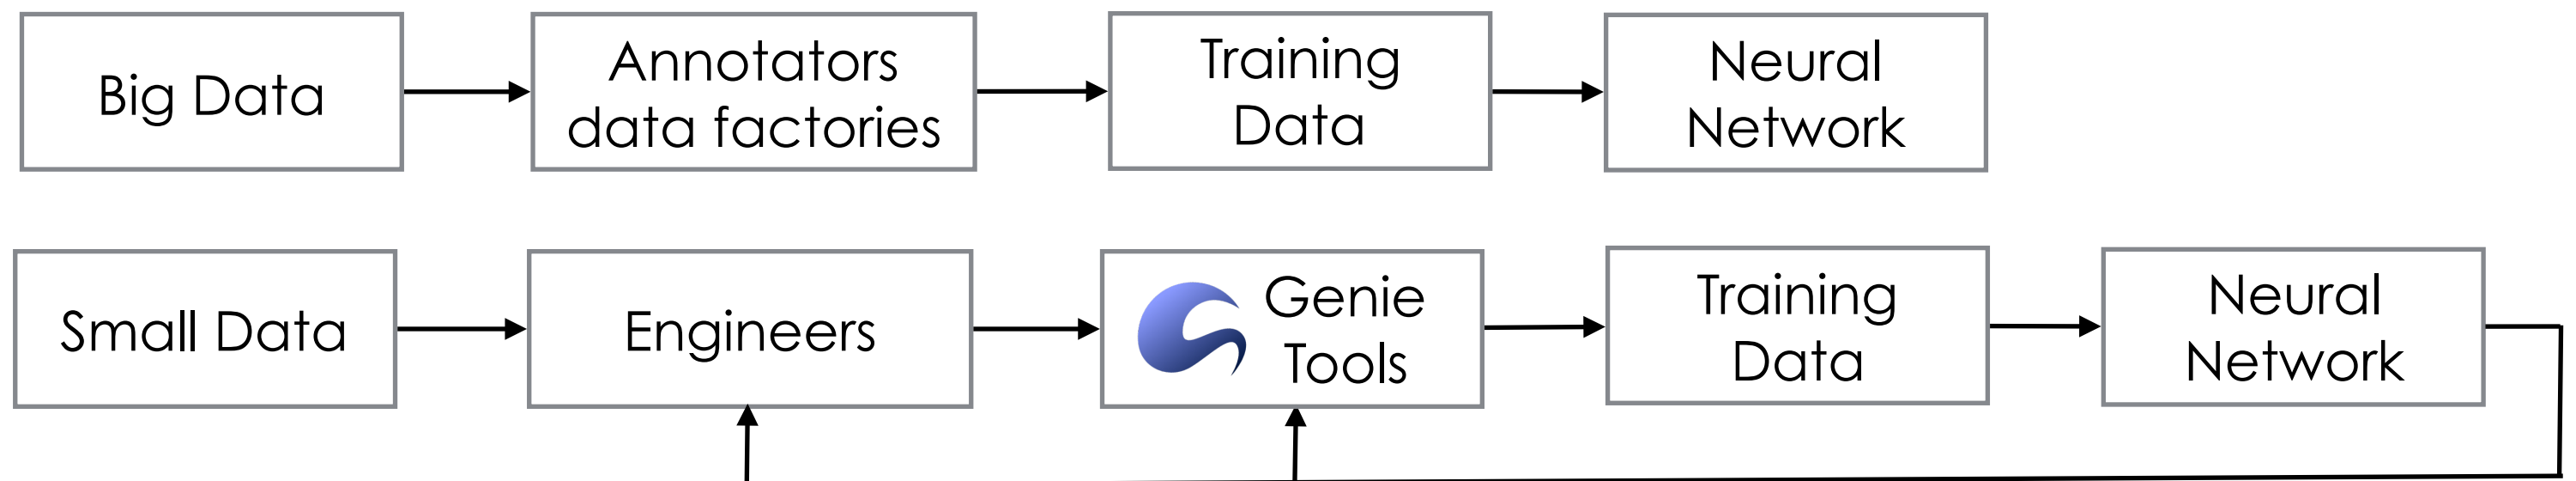 Big Data
Annotators
data factories
Training
Data
Neural
Network
Small Data
Engineers
Genie
Tools
Training
Data
Neural
Network